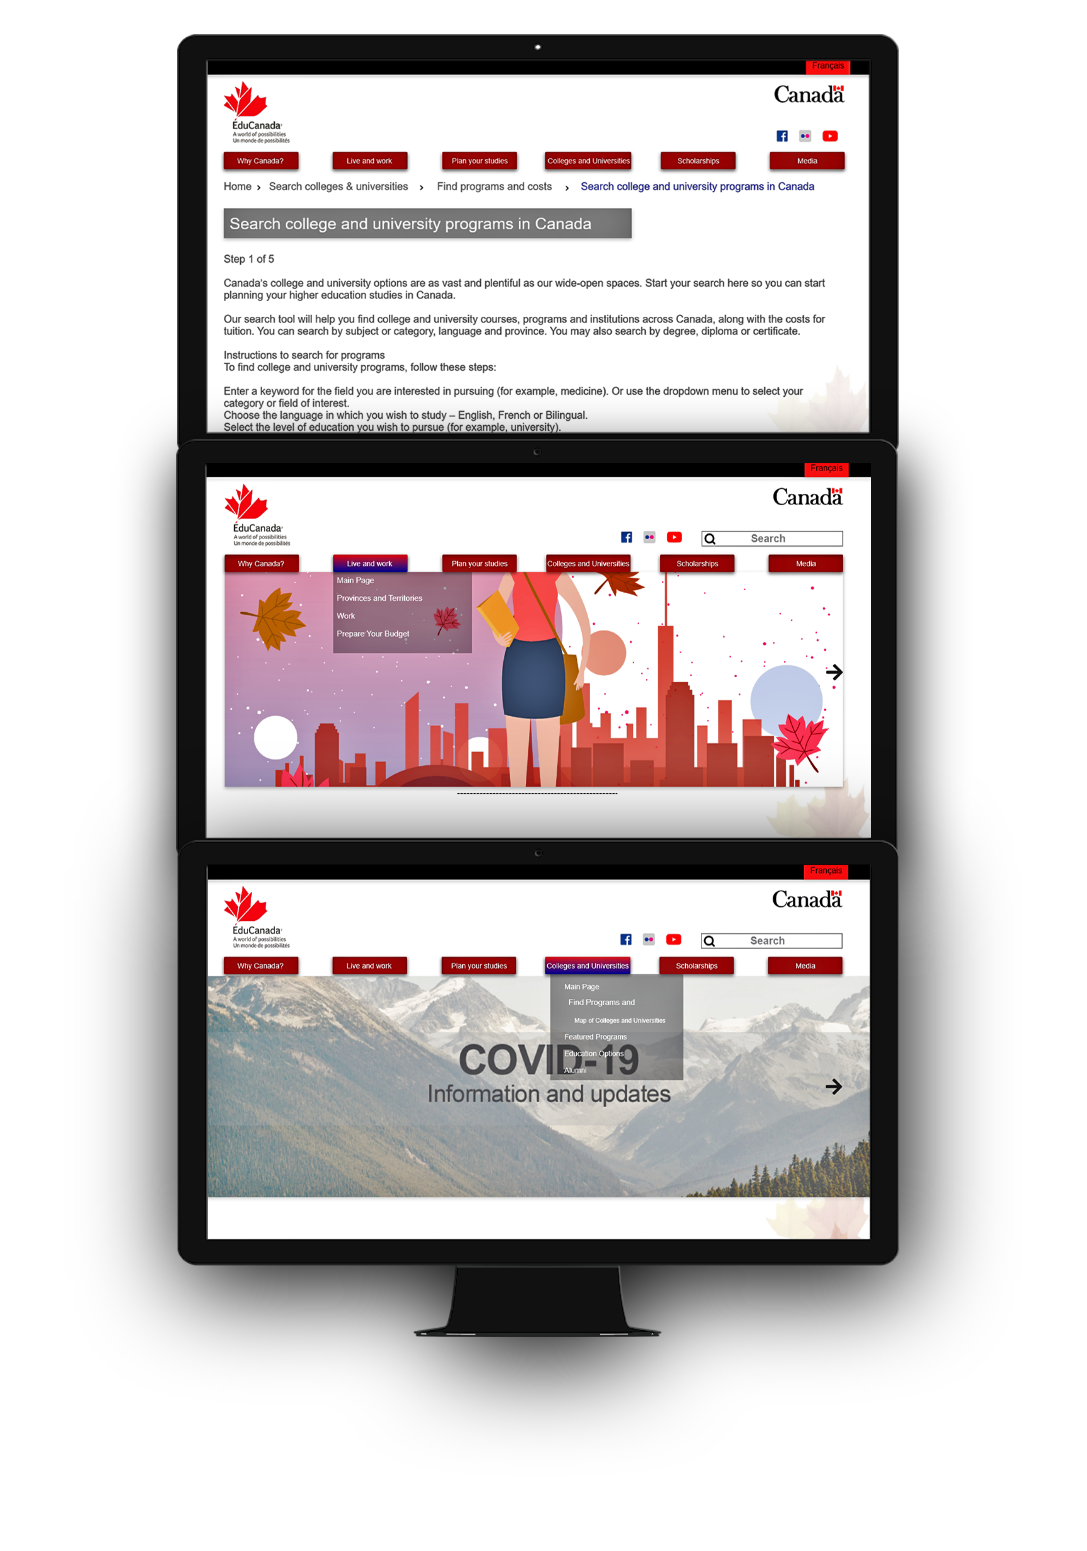 Français
Canada
ÉduCanada
A world of possibilities
Un monde de possibilités
Why Canada? Live and work Plan your studies Colleges and Universities Scholarships Media
Home › Search colleges & universities › Find programs and costs › Search college and university programs in Canada
Search college and university programs in Canada
Step 1 of 5
Canada's college and university options are as vast and plentiful as our wide-open spaces. Start your search here so you can start
planning your higher education studies in Canada.
Our search tool will help you find college and university courses, programs and institutions across Canada, along with the costs for
tuition. You can search by subject or category, language and province. You may also search by degree, diploma or certificate.
Instructions to search for programs
To find college and university programs, follow these steps:
Enter a keyword for the field you are interested in pursuing (for example, medicine). Or use the dropdown menu to select your
category or field of interest.
Choose the language in which you wish to study – English, French or Bilingual.
Select the level of education you wish to pursue (for example, university).
Français
Canada
ÉduCanada
A world of possibilities
Un monde de possibilités
Search
Why Canada? Live and work Plan your studies Colleges and Universities Scholarships Media
Main Page
Provinces and Territories
Work
Prepare Your Budget
Français
Canada
ÉduCanada
A world of possibilities
Un monde de possibilités
Search
Why Canada? Live and work Plan your studies Colleges and Universities Scholarships Media
Main Page
Find Programs and
Map of Colleges and Universities
Featured Programs
Education Options
Alumni
COVID-19
Information and updates